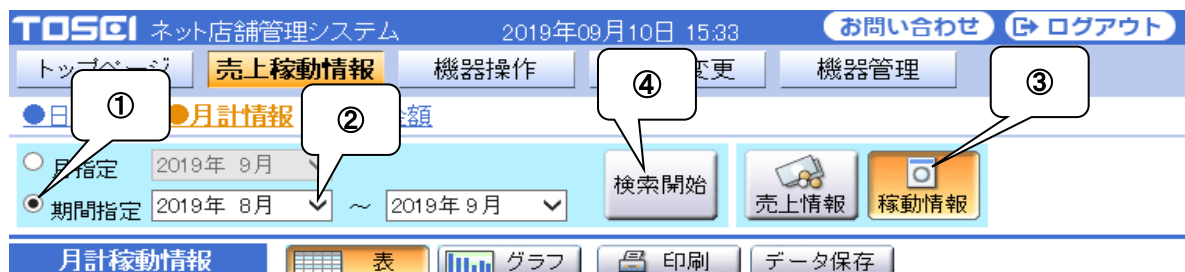 TOSEI ネット店舗管理システム 2019年09月10日 15:33 お問い合わせ ログアウト
トップページ 売上稼動情報 機器操作 変更 機器管理
① ② ④ ③
●日 ●月計情報 金額
月指定 2019年 9月
検索開始 売上情報 稼動情報
期間指定 2019年 8月 ～ 2019年 9月
月計稼動情報 表 グラフ 印刷 データ保存